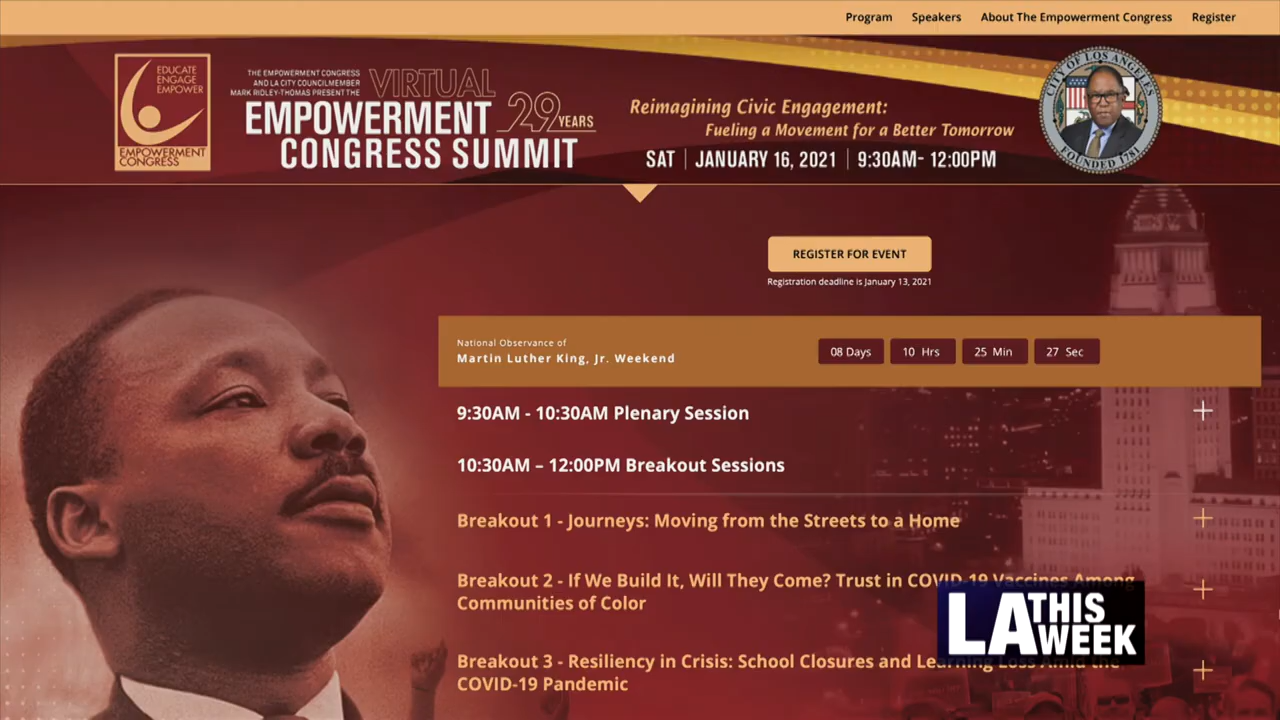 Program Speakers About The Empowerment Congress Register
EDUCATE
ENGAGE
EMPOWER
EMPOWERMENT
CONGRESS
THE EMPOWERMENT CONGRESS
AND LA CITY COUNCILMEMBER
MARK RIDLEY-THOMAS PRESENT THE
VIRTUAL
EMPOWERMENT
CONGRESS SUMMIT
29 YEARS
Reimagining Civic Engagement:
Fueling a Movement for a Better Tomorrow
SAT | JANUARY 16, 2021 | 9:30AM- 12:00PM
CITY OF LOS ANGELES
FOUNDED 1781
REGISTER FOR EVENT
Registration deadline is January 13, 2021
National Observance of
Martin Luther King, Jr. Weekend
08 Days 10 Hrs 25 Min 27 Sec
9:30AM - 10:30AM Plenary Session
10:30AM – 12:00PM Breakout Sessions
Breakout 1 - Journeys: Moving from the Streets to a Home
Breakout 2 - If We Build It, Will They Come? Trust in COVID-19 Vaccines Among
Communities of Color
Breakout 3 - Resiliency in Crisis: School Closures and Learning Loss Amid the
COVID-19 Pandemic
LA THIS
WEEK